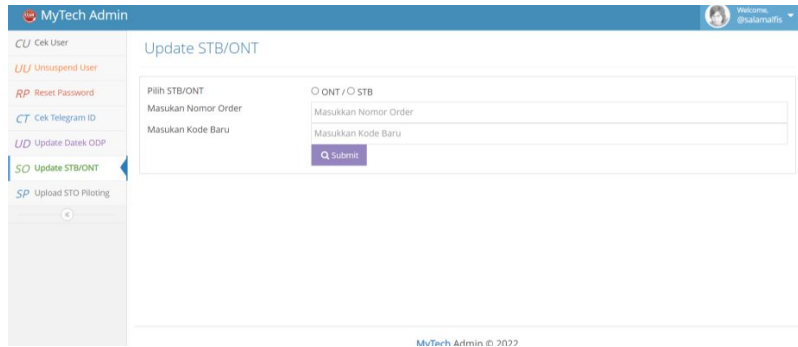 MyTech Admin
Welcome,
@salamalfis
CU Cek User
UU Unsuspend User
RP Reset Password
CT Cek Telegram ID
UD Update Datek ODP
SO Update STB/ONT
SP Upload STO Piloting
Update STB/ONT
Pilih STB/ONT
ONT / STB
Masukan Nomor Order
Masukkan Nomor Order
Masukan Kode Baru
Masukkan Kode Baru
Submit
MyTech Admin © 2022